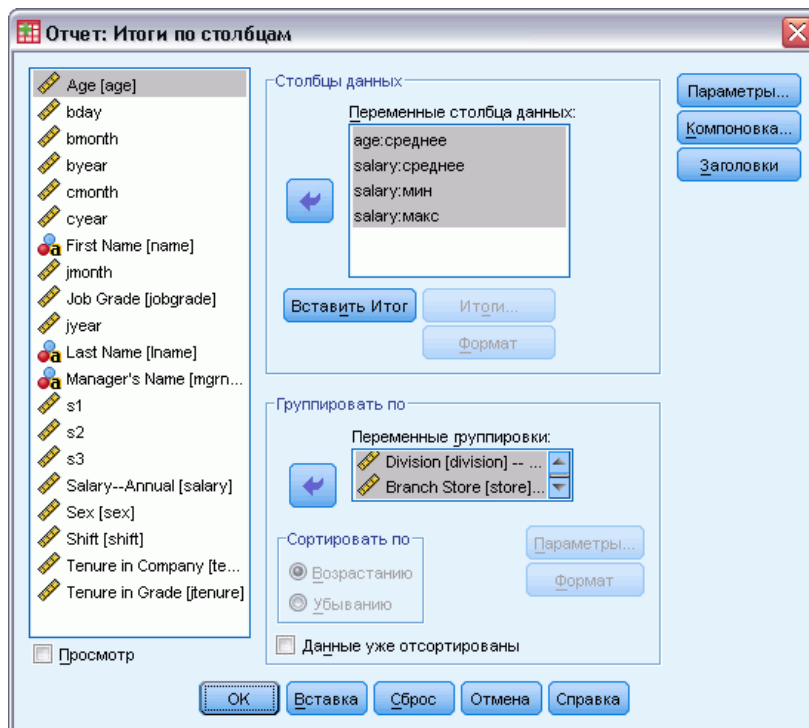 Отчет: Итоги по столбцам
Age [age]
bday
bmonth
byear
cmonth
cyear
First Name [name]
jmonth
Job Grade [jobgrade]
jyear
Last Name [lname]
Manager's Name [mgrn...
s1
s2
s3
Salary--Annual [salary]
Sex [sex]
Shift [shift]
Tenure in Company [te...
Tenure in Grade [jtenure]
Просмотр
Столбцы данных
Переменные столбца данных:
age:среднее
salary:среднее
salary:мин
salary:макс
Вставить Итог
Итоги...
Формат
Группировать по
Переменные группировки:
Division [division] -- ...
Branch Store [store]...
Сортировать по
Возрастанию
Убыванию
Параметры...
Формат
Данные уже отсортированы
Параметры...
Компоновка...
Заголовки
OK
Вставка
Сброс
Отмена
Справка